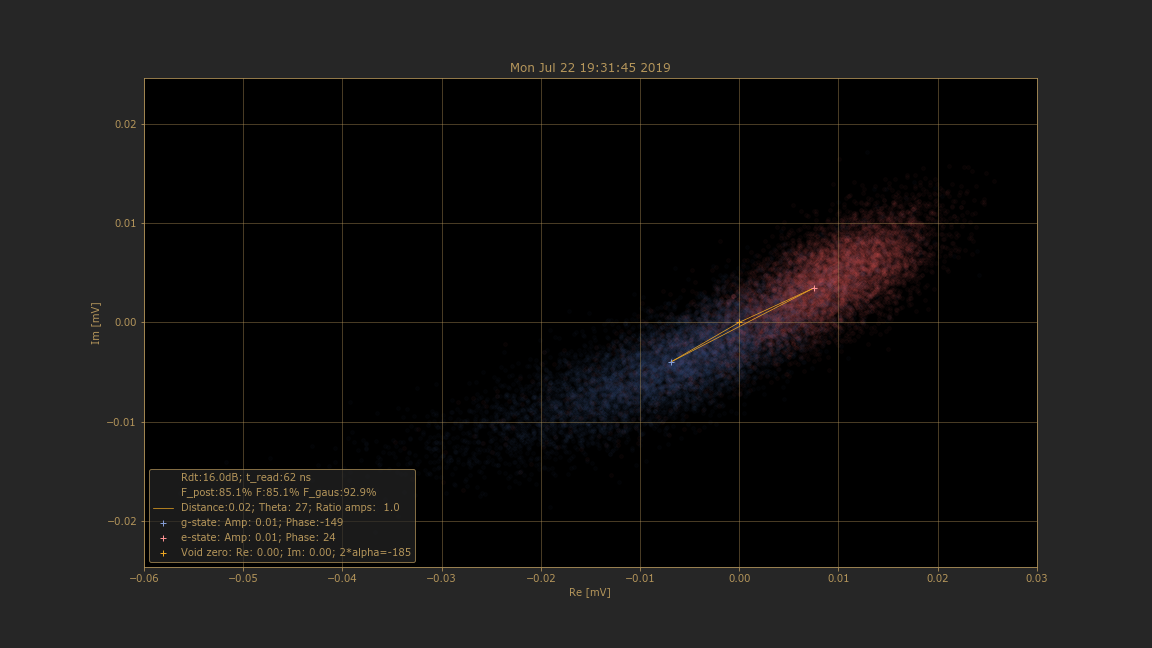 Mon Jul 22 19:31:45 2019
0.02
0.01
0.00
−0.01
−0.02
Im [mV]
Rdt:16.0dB; t_read:62 ns
F_post:85.1% F:85.1% F_gaus:92.9%
Distance:0.02; Theta: 27; Ratio amps:  1.0
g-state: Amp: 0.01; Phase:-149
e-state: Amp: 0.01; Phase: 24
Void zero: Re: 0.00; Im: 0.00; 2*alpha=-185
−0.06 −0.05 −0.04 −0.03 −0.02 −0.01 0.00 0.01 0.02 0.03
Re [mV]